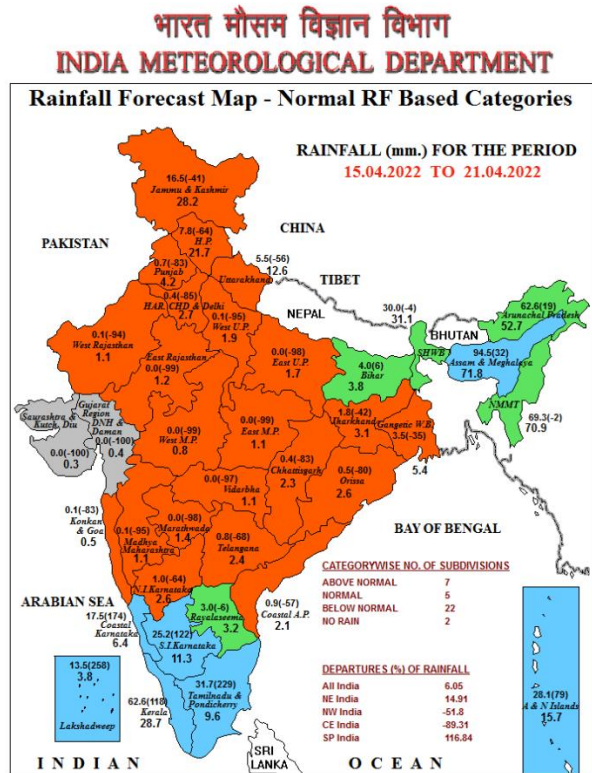 भारत मौसम विज्ञान विभाग
INDIA METEOROLOGICAL DEPARTMENT
Rainfall Forecast Map - Normal RF Based Categories
RAINFALL (mm.) FOR THE PERIOD
15.04.2022 TO 21.04.2022
16.5(-41)
Jammu & Kashmir
28.2
7.8(-64)
H.P.
21.7
CHINA
PAKISTAN
0.7(-83)
Punjab
4.2
5.5(-56)
12.6
Uttarakhand
TIBET
0.4(-85)
HAR. CHD & Delhi
2.7
NEPAL
0.1(-95)
West U.P.
1.9
30.0(-4)
31.1
62.6(19)
Arunachal Pradesh
52.7
BHUTAN
0.1(-94)
West Rajasthan
1.1
East Rajasthan
0.0(-99)
1.2
0.0(-98)
East U.P.
1.7
4.0(6)
Bihar
3.8
SHWB
94.5(32)
Assam & Meghalaya
71.8
NMMT
69.3(-2)
70.9
Saurashtra &
Kutch, Diu
0.0(-100)
0.3
Gujarat
Region
DNH &
Daman
0.0(-100)
0.4
0.0(-99)
West M.P.
0.8
0.0(-99)
East M.P.
1.1
1.8(-42)
Jharkhand
3.1
Gangetic W.B.
3.5(-35)
5.4
0.4(-83)
Chhattisgarh
2.3
0.5(-80)
Orissa
2.6
0.0(-97)
Vidarbha
1.1
0.1(-83)
Konkan
& Goa
0.5
0.1(-95)
Madhya
Maharashtra
1.1
0.0(-98)
Marathwada
1.4
0.8(-68)
Telangana
2.4
BAY OF BENGAL
1.0(-64)
N.I.Karnataka
2.6
3.0(-6)
Rayalaseema
3.2
0.9(-57)
Coastal A.P.
2.1
ARABIAN SEA
17.5(174)
Coastal
Karnataka
6.4
25.2(122)
S.I.Karnataka
11.3
CATEGORYWISE NO. OF SUBDIVISIONS
ABOVE NORMAL 7
NORMAL 5
BELOW NORMAL 22
NO RAIN 2
13.5(258)
3.8
Lakshadweep
62.6(118)
Kerala
28.7
31.7(229)
Tamilnadu &
Pondicherry
9.6
DEPARTURES (%) OF RAINFALL
All India 6.05
NE India 14.91
NW India -51.8
CE India -89.31
SP India 116.84
28.1(79)
A & N Islands
15.7
SRI
LANKA
INDIAN OCEAN